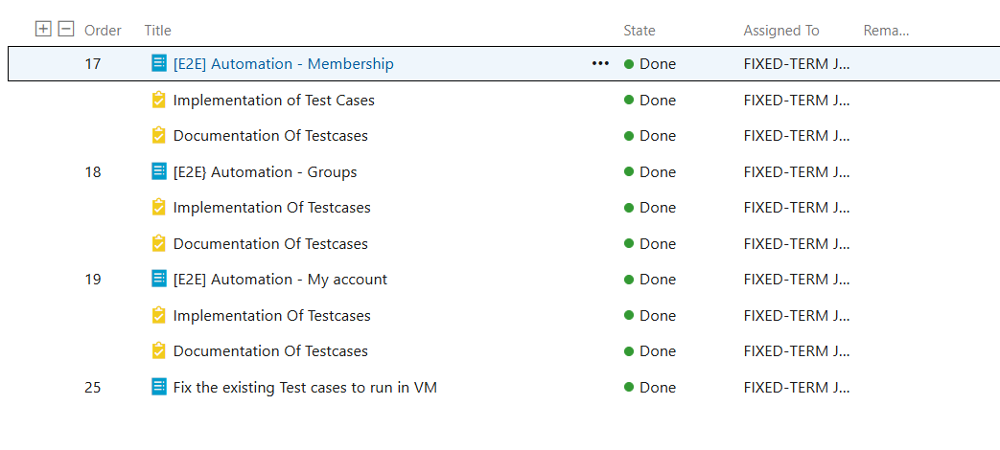 Order Title State Assigned To Rema...
17 [E2E] Automation - Membership ••• Done FIXED-TERM J...
Implementation of Test Cases Done FIXED-TERM J...
Documentation Of Testcases Done FIXED-TERM J...
18 [E2E} Automation - Groups Done FIXED-TERM J...
Implementation Of Testcases Done FIXED-TERM J...
Documentation Of Testcases Done FIXED-TERM J...
19 [E2E] Automation - My account Done FIXED-TERM J...
Implementation Of Testcases Done FIXED-TERM J...
Documentation Of Testcases Done FIXED-TERM J...
25 Fix the existing Test cases to run in VM Done FIXED-TERM J...